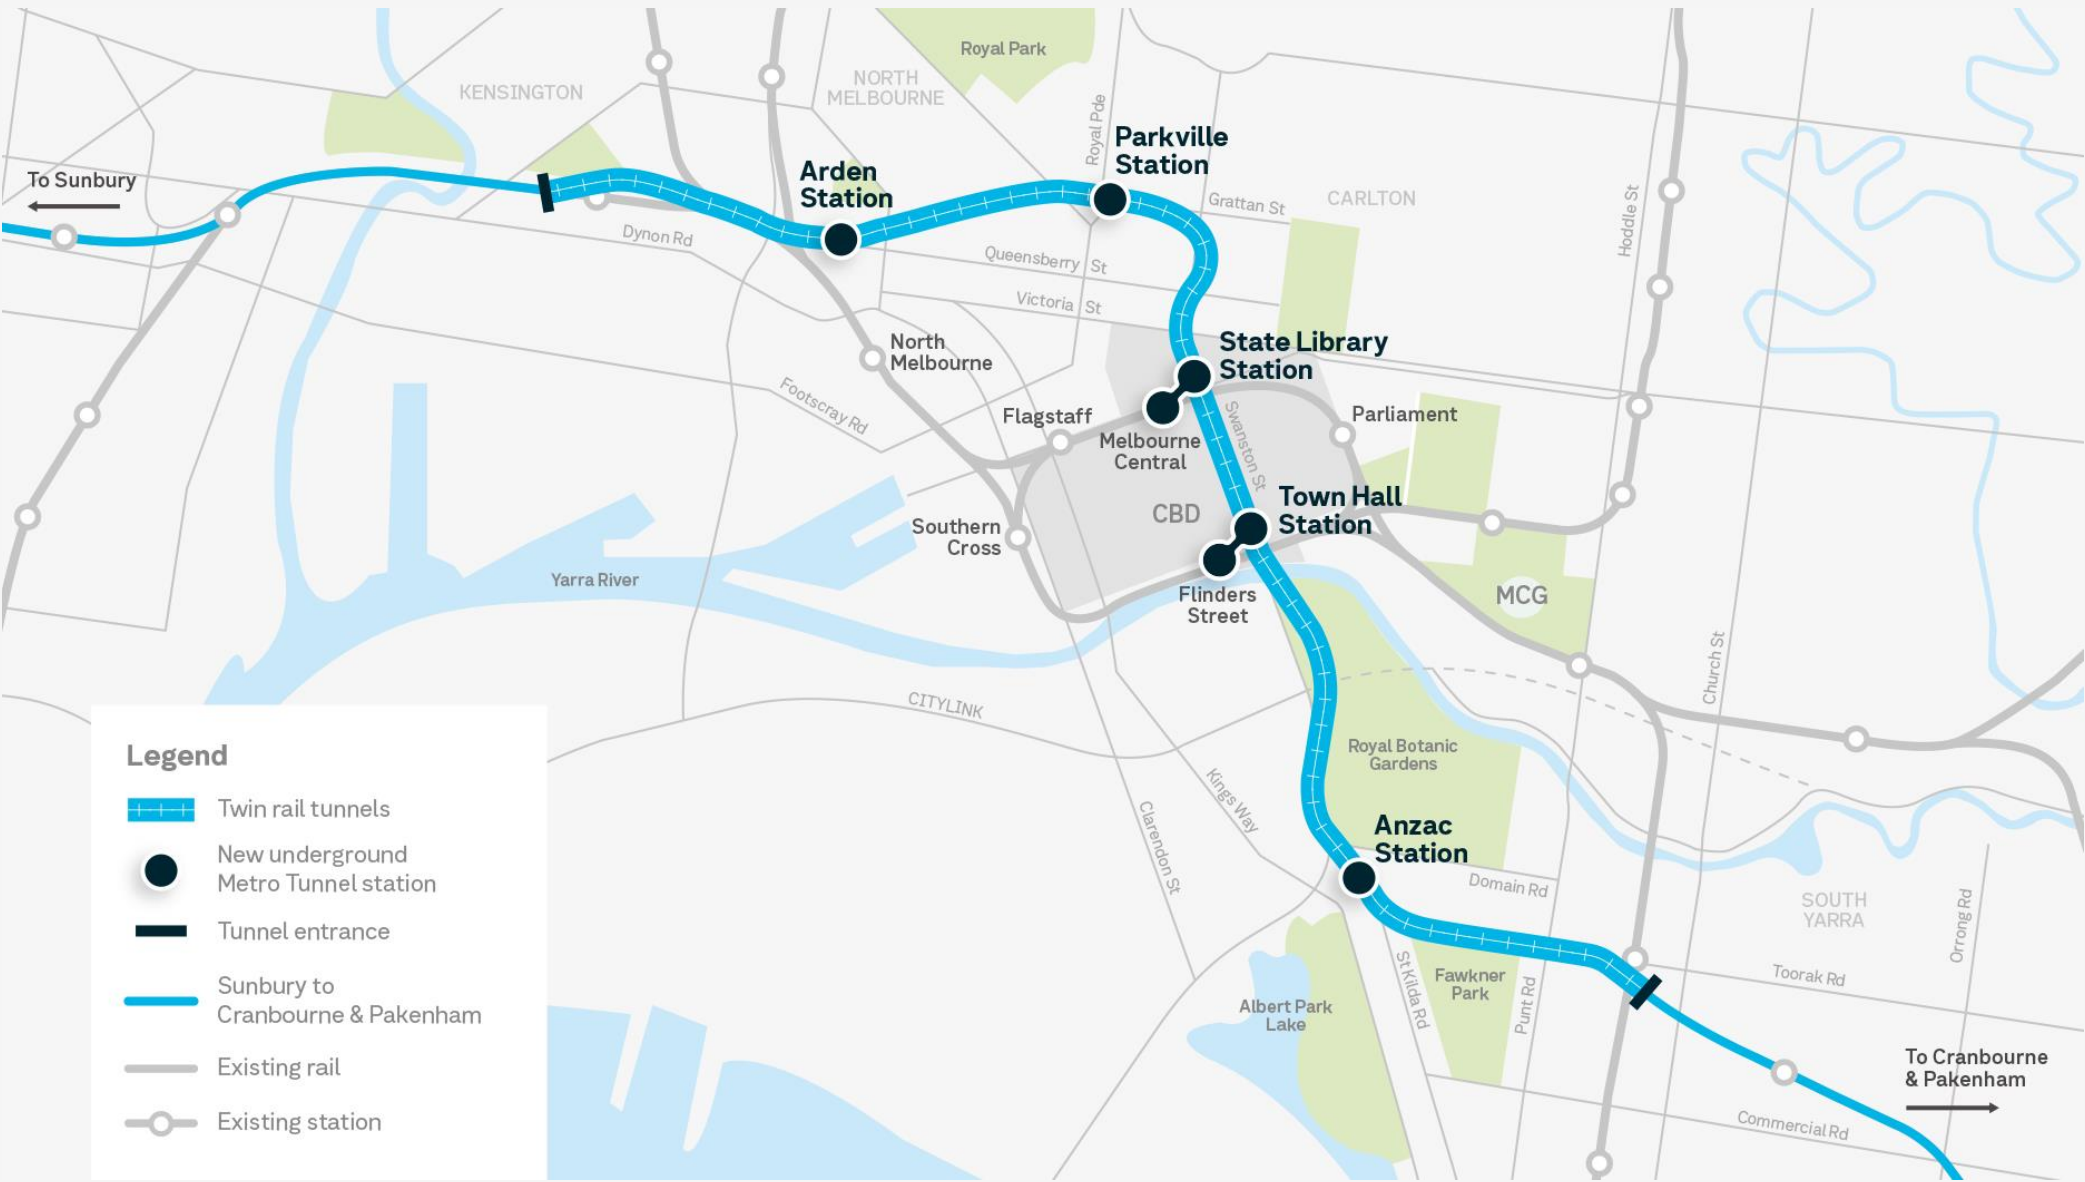 Royal Park
KENSINGTON
NORTH
MELBOURNE
Royal Pde
Parkville
Station
To Sunbury
Arden
Station
Grattan St
CARLTON
Hoddle St
Dynon Rd
Queensberry St
Victoria St
North
Melbourne
State Library
Station
Footscray Rd
Flagstaff
Melbourne
Central
Swanston St
Parliament
CBD
Town Hall
Station
Southern
Cross
Yarra River
Flinders
Street
MCG
Church St
CITYLINK
Royal Botanic
Gardens
Kings Way
Clarendon St
Anzac
Station
Domain Rd
SOUTH
YARRA
Orrong Rd
St Kilda Rd
Fawkner
Park
Punt Rd
Toorak Rd
Albert Park
Lake
To Cranbourne
& Pakenham
Commercial Rd
Legend
Twin rail tunnels
New underground
Metro Tunnel station
Tunnel entrance
Sunbury to
Cranbourne & Pakenham
Existing rail
Existing station